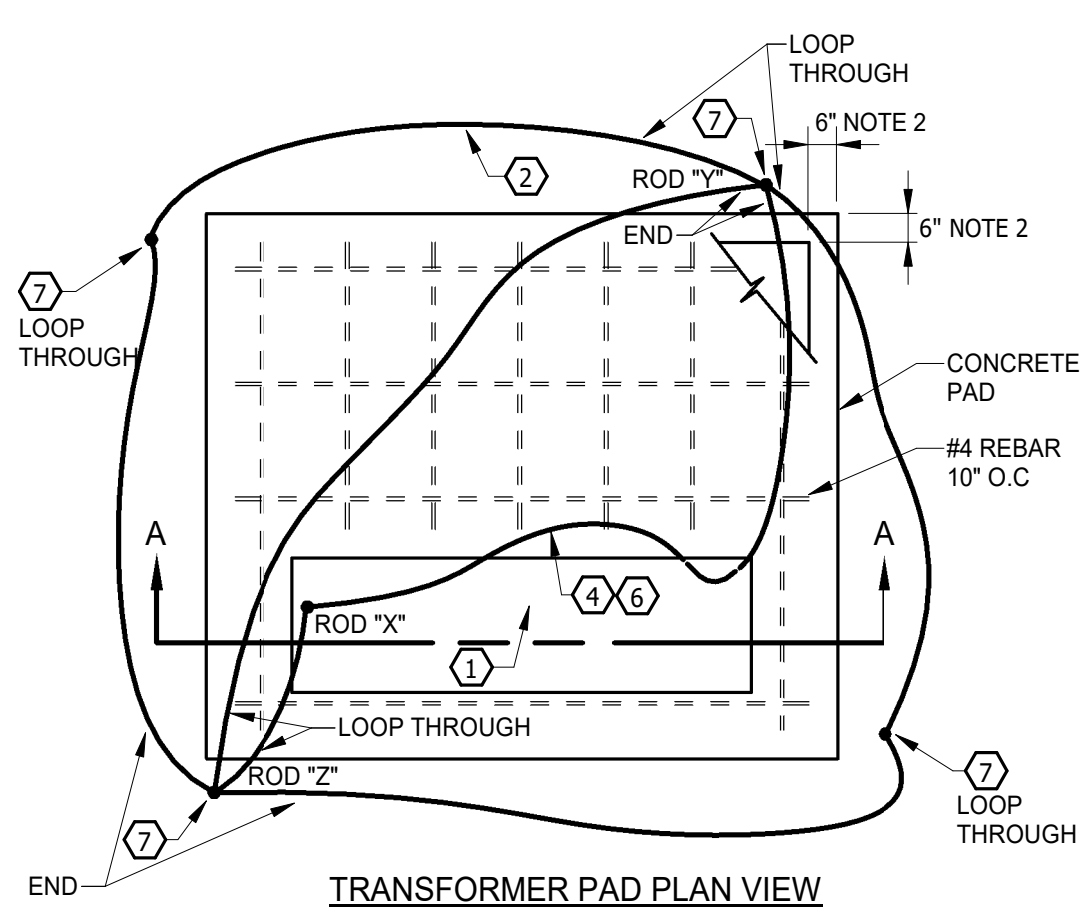 LOOP
THROUGH
7
6" NOTE 2
2
ROD "Y"
END
6" NOTE 2
7
LOOP
THROUGH
CONCRETE
PAD
#4 REBAR
10" O.C
A
A
4
6
ROD "X"
1
LOOP THROUGH
ROD "Z"
7
LOOP
THROUGH
7
END
TRANSFORMER PAD PLAN VIEW